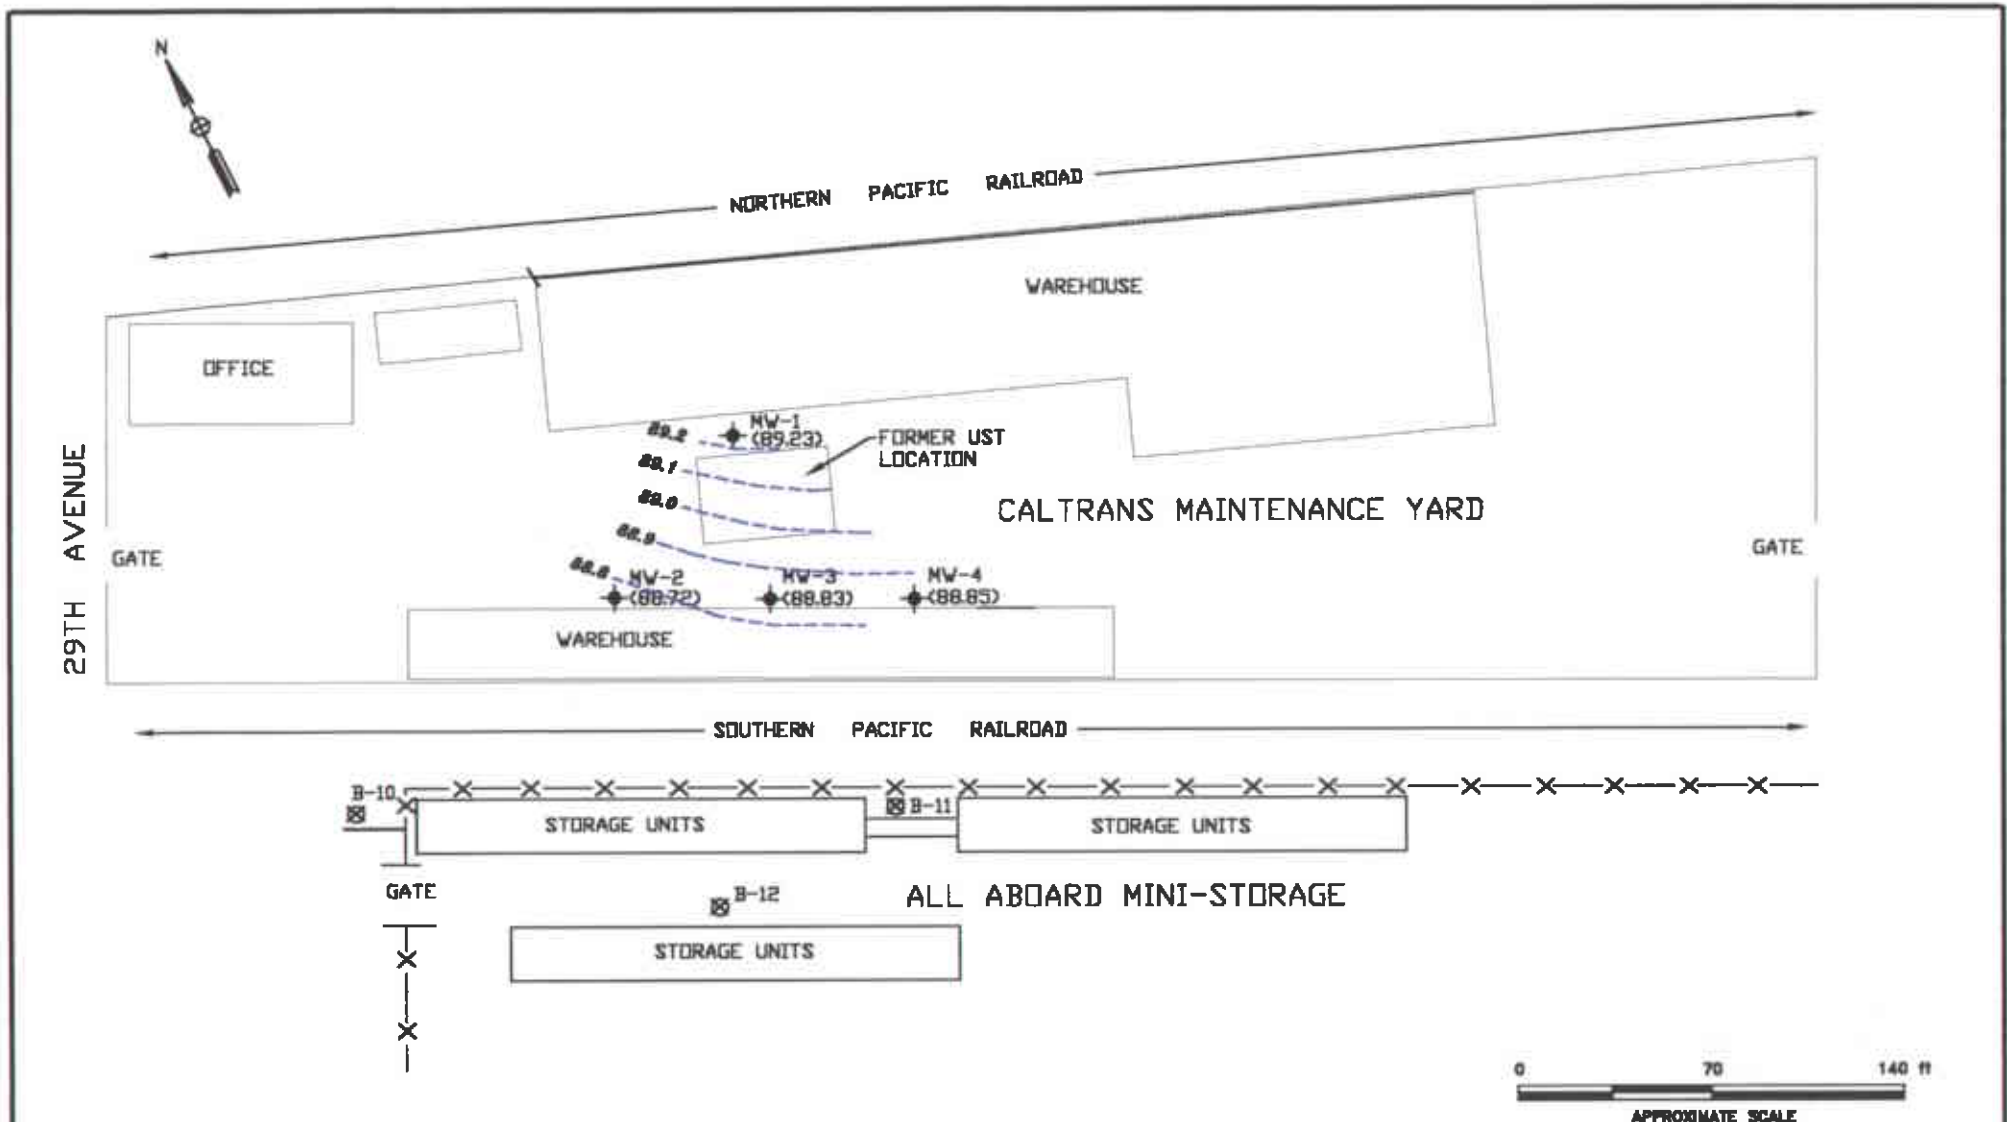 N
NORTHERN PACIFIC RAILROAD
WAREHOUSE
OFFICE
MW-1
(89.23)
89.2
FORMER UST
LOCATION
89.1
89.0
CALTRANS MAINTENANCE YARD
29TH AVENUE
GATE
GATE
88.9
88.8
MW-2
(88.72)
MW-3
(88.83)
MW-4
(88.85)
WAREHOUSE
SOUTHERN PACIFIC RAILROAD
B-10
B-11
STORAGE UNITS
STORAGE UNITS
GATE
B-12
ALL ABOARD MINI-STORAGE
STORAGE UNITS
0 70 140 ft
APPROXIMATE SCALE